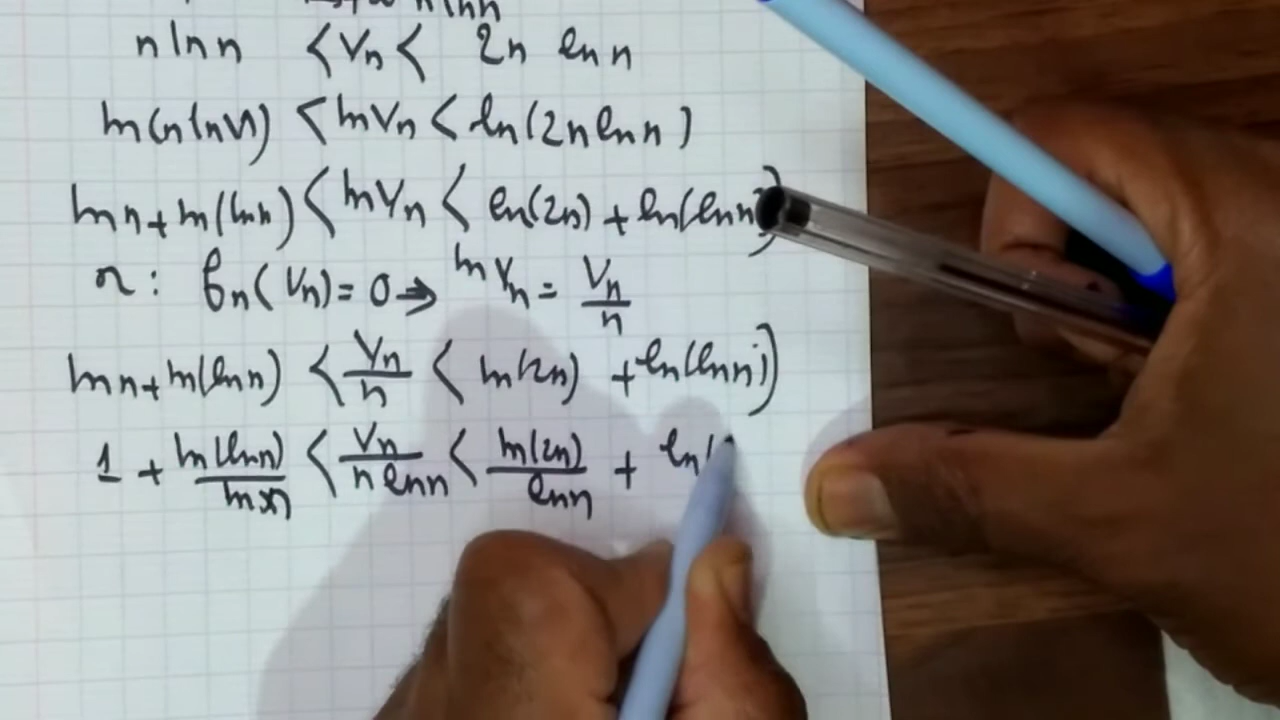 n ln n
n ln n < Vn < 2n ln n
ln(n ln n) < ln Vn < ln(2n ln n)
ln n + ln(ln n) < ln Vn < ln(2n) + ln(ln n)
n : fn(Vn) = 0 → ln Vn = Vn/n
ln n + ln(ln n) < Vn/n < ln(2n) + ln(ln n)
1 + ln(ln n)/ln n < Vn/(n ln n) < ln(2n)/ln n + ln(